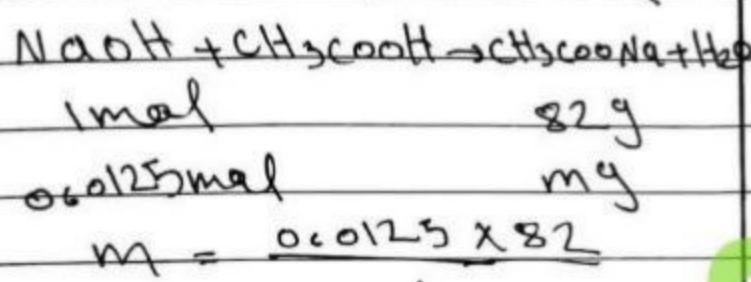 NaOH + CH3COOH → CH3COONa + H2O
1mol 82g
0.0125mol mg
m = 0.0125 x 82